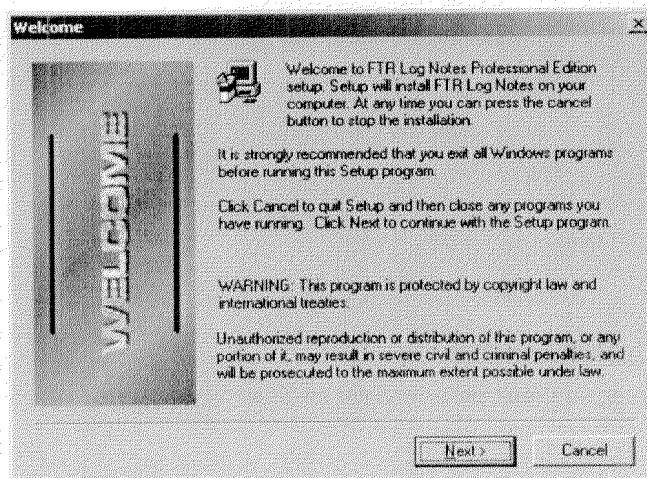 Welcome
WELCOME
Welcome to FTR Log Notes Professional Edition
setup. Setup will install FTR Log Notes on your
computer. At any time you can press the cancel
button to stop the installation.
It is strongly recommended that you exit all Windows programs
before running this Setup program.
Click Cancel to quit Setup and then close any programs you
have running. Click Next to continue with the Setup program.
WARNING: This program is protected by copyright law and
international treaties.
Unauthorized reproduction or distribution of this program, or any
portion of it, may result in severe civil and criminal penalties, and
will be prosecuted to the maximum extent possible under law.
Next >
Cancel